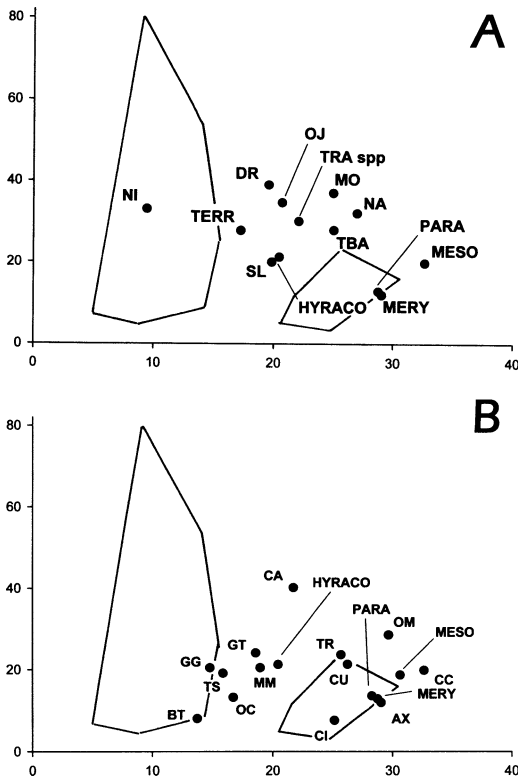 A
80
60
40
20
0
OJ
TRA spp
DR
MO
NI
NA
TERR
PARA
TBA
MESO
SL
HYRACO
MERY
0 10 20 30 40
B
80
60
40
20
0
CA
HYRACO
PARA
OM
MESO
GT
TR
GG
CU
CC
TS
MM
MERY
OC
BT
AX
CI
0 10 20 30 40